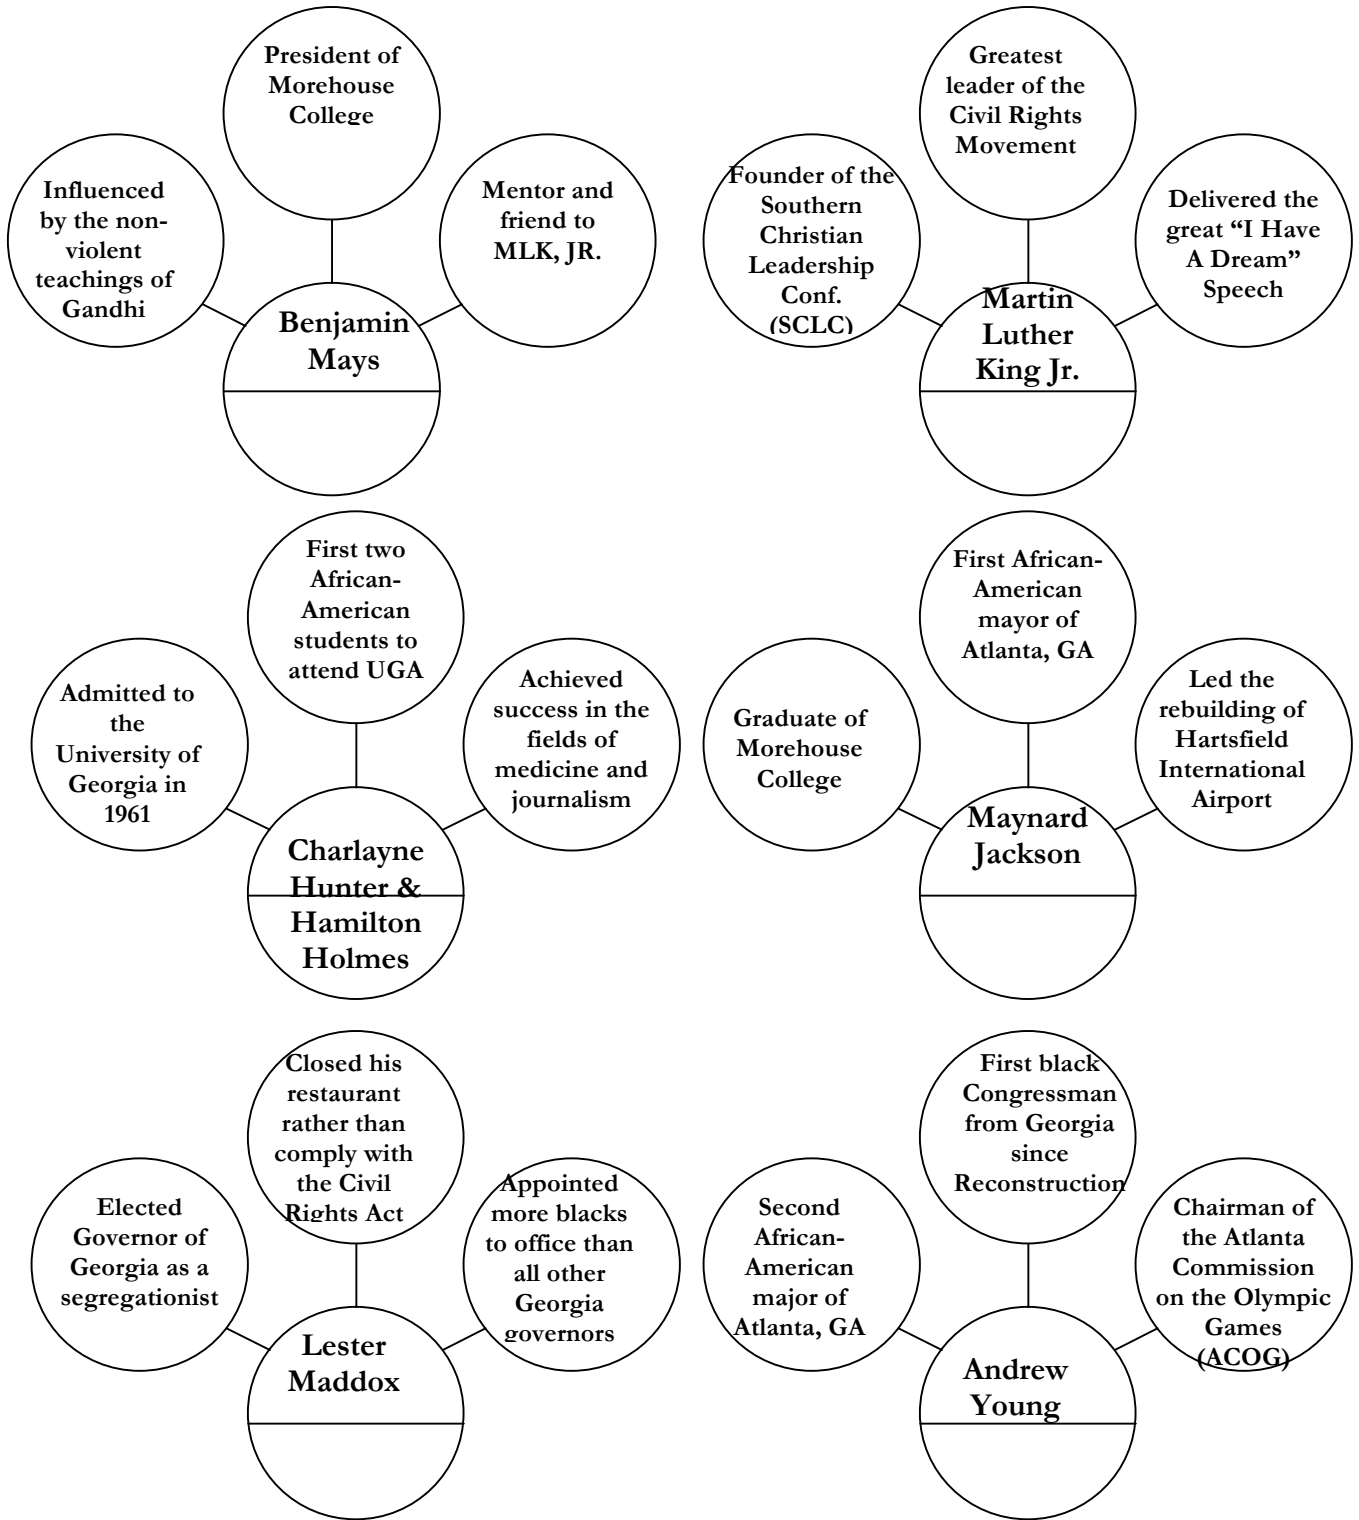 President of
Morehouse
College
Influenced
by the non-
violent
teachings of
Gandhi
Mentor and
friend to
MLK, JR.
Benjamin
Mays
Greatest
leader of the
Civil Rights
Movement
Founder of the
Southern
Christian
Leadership
Conf.
(SCLC)
Delivered the
great “I Have
A Dream”
Speech
Martin
Luther
King Jr.
First two
African-
American
students to
attend UGA
Admitted to
the
University of
Georgia in
1961
Achieved
success in the
fields of
medicine and
journalism
Charlayne
Hunter &
Hamilton
Holmes
First African-
American
mayor of
Atlanta, GA
Graduate of
Morehouse
College
Led the
rebuilding of
Hartsfield
International
Airport
Maynard
Jackson
Closed his
restaurant
rather than
comply with
the Civil
Rights Act
Elected
Governor of
Georgia as a
segregationist
Appointed
more blacks
to office than
all other
Georgia
governors
Lester
Maddox
First black
Congressman
from Georgia
since
Reconstruction
Second
African-
American
major of
Atlanta, GA
Chairman of
the Atlanta
Commission
on the Olympic
Games
(ACOG)
Andrew
Young